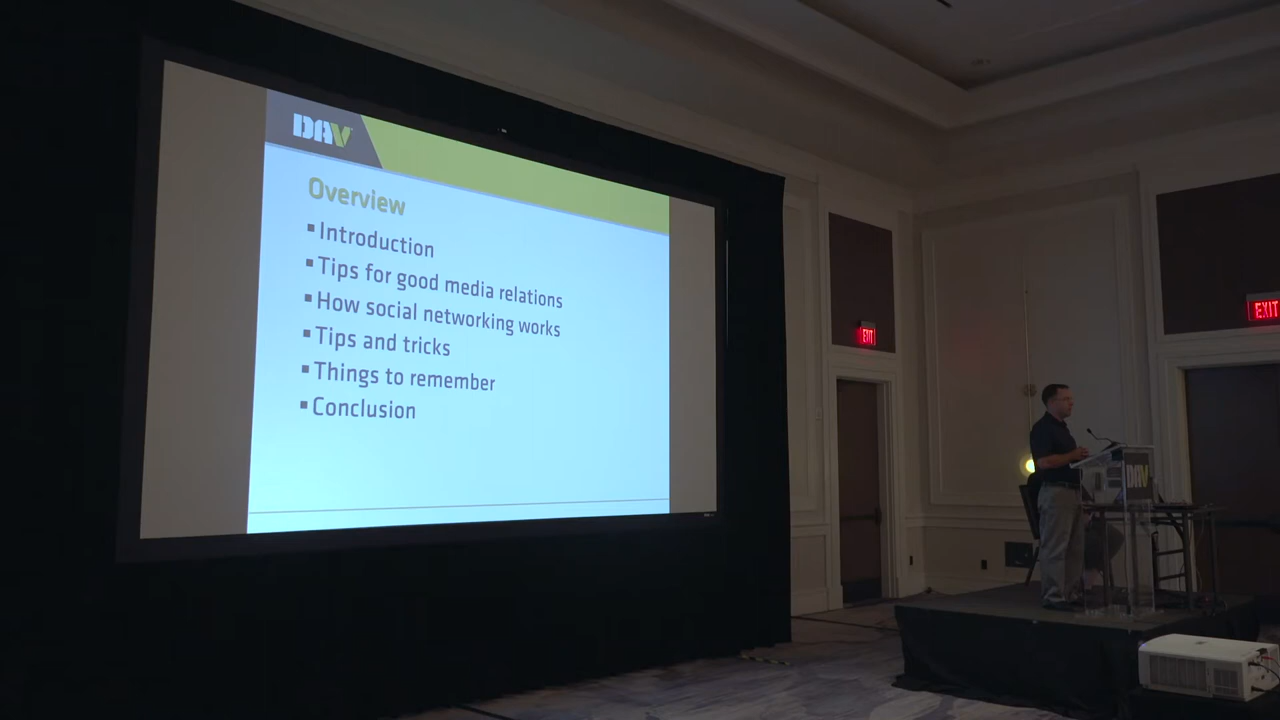 DAV
Overview
▪ Introduction
▪ Tips for good media relations
▪ How social networking works
▪ Tips and tricks
▪ Things to remember
▪ Conclusion
EXIT
EXIT
DAV